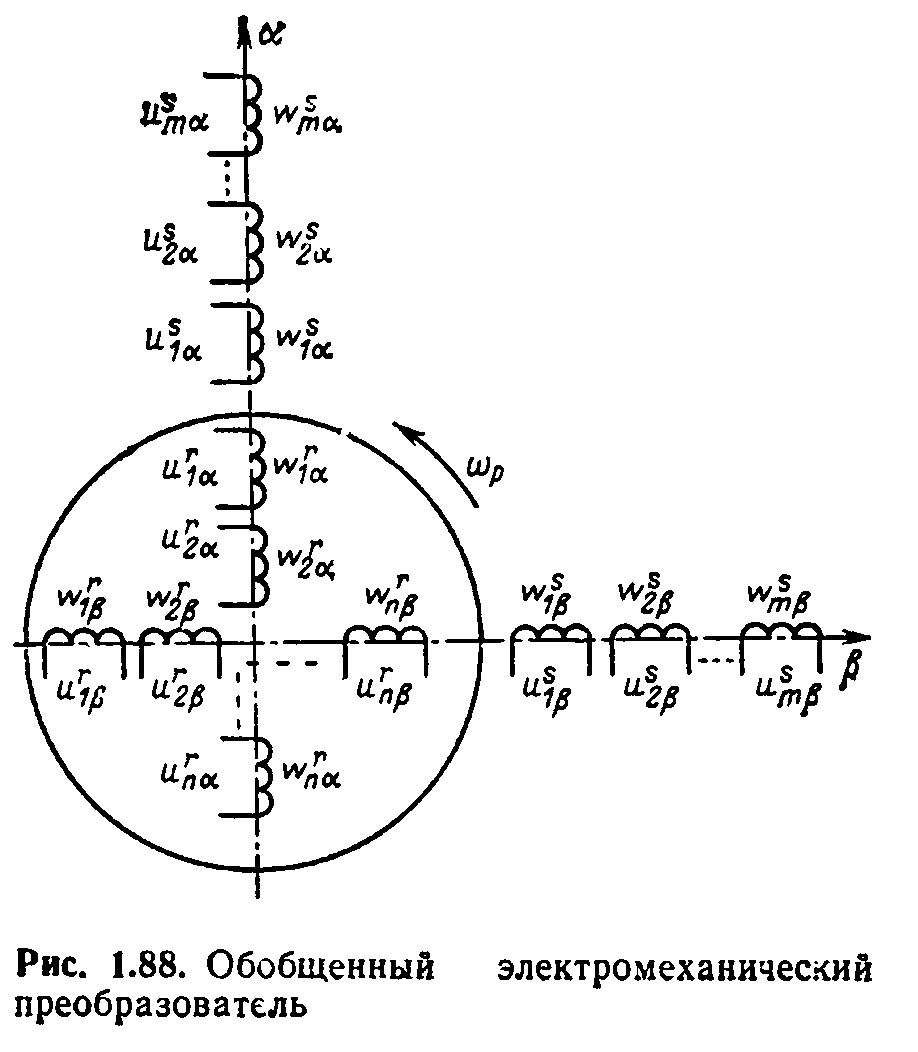 α
u^s_mα w^s_mα
u^s_2α w^s_2α
u^s_1α w^s_1α
u^r_1α w^r_1α
ω_p
u^r_2α w^r_2α
w^r_1β w^r_2β w^r_nβ w^s_1β w^s_2β w^s_mβ
u^r_1β u^r_2β u^r_nβ u^s_1β u^s_2β u^s_mβ β
u^r_nα w^r_nα
Рис. 1.88. Обобщенный электромеханический
преобразователь